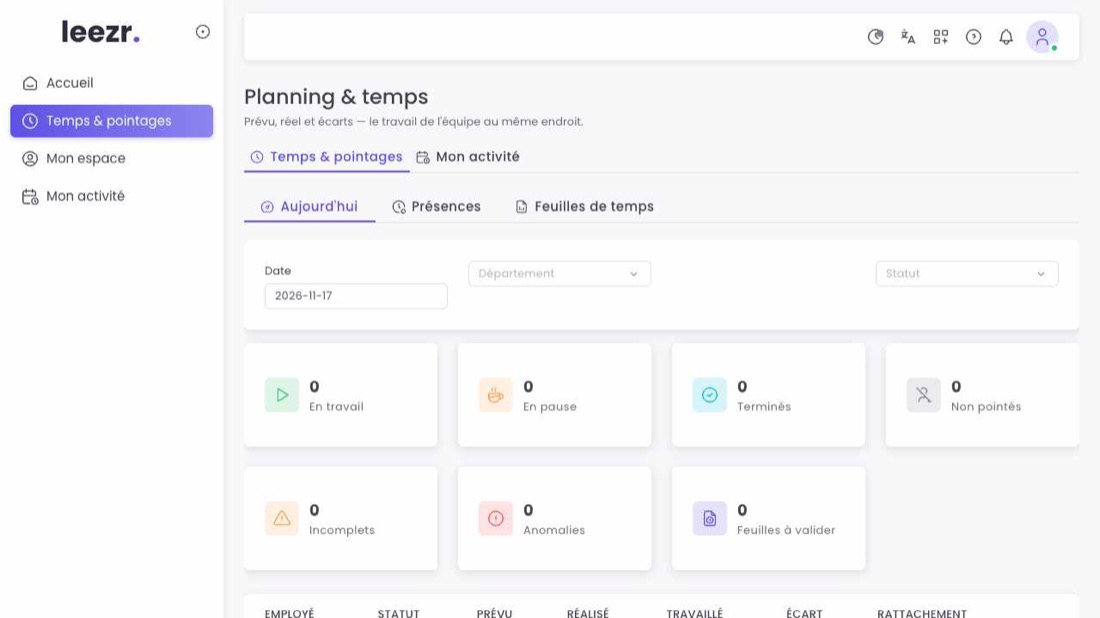 leezr.
Accueil
Temps & pointages
Mon espace
Mon activité
Planning & temps
Prévu, réel et écarts — le travail de l'équipe au même endroit.
Temps & pointages
Mon activité
Aujourd'hui
Présences
Feuilles de temps
Date
2026-11-17
Département
Statut
0
En travail
0
En pause
0
Terminés
0
Non pointés
0
Incomplets
0
Anomalies
0
Feuilles à valider
EMPLOYÉ STATUT PRÉVU RÉALISÉ TRAVAILLÉ ÉCART RATTACHEMENT